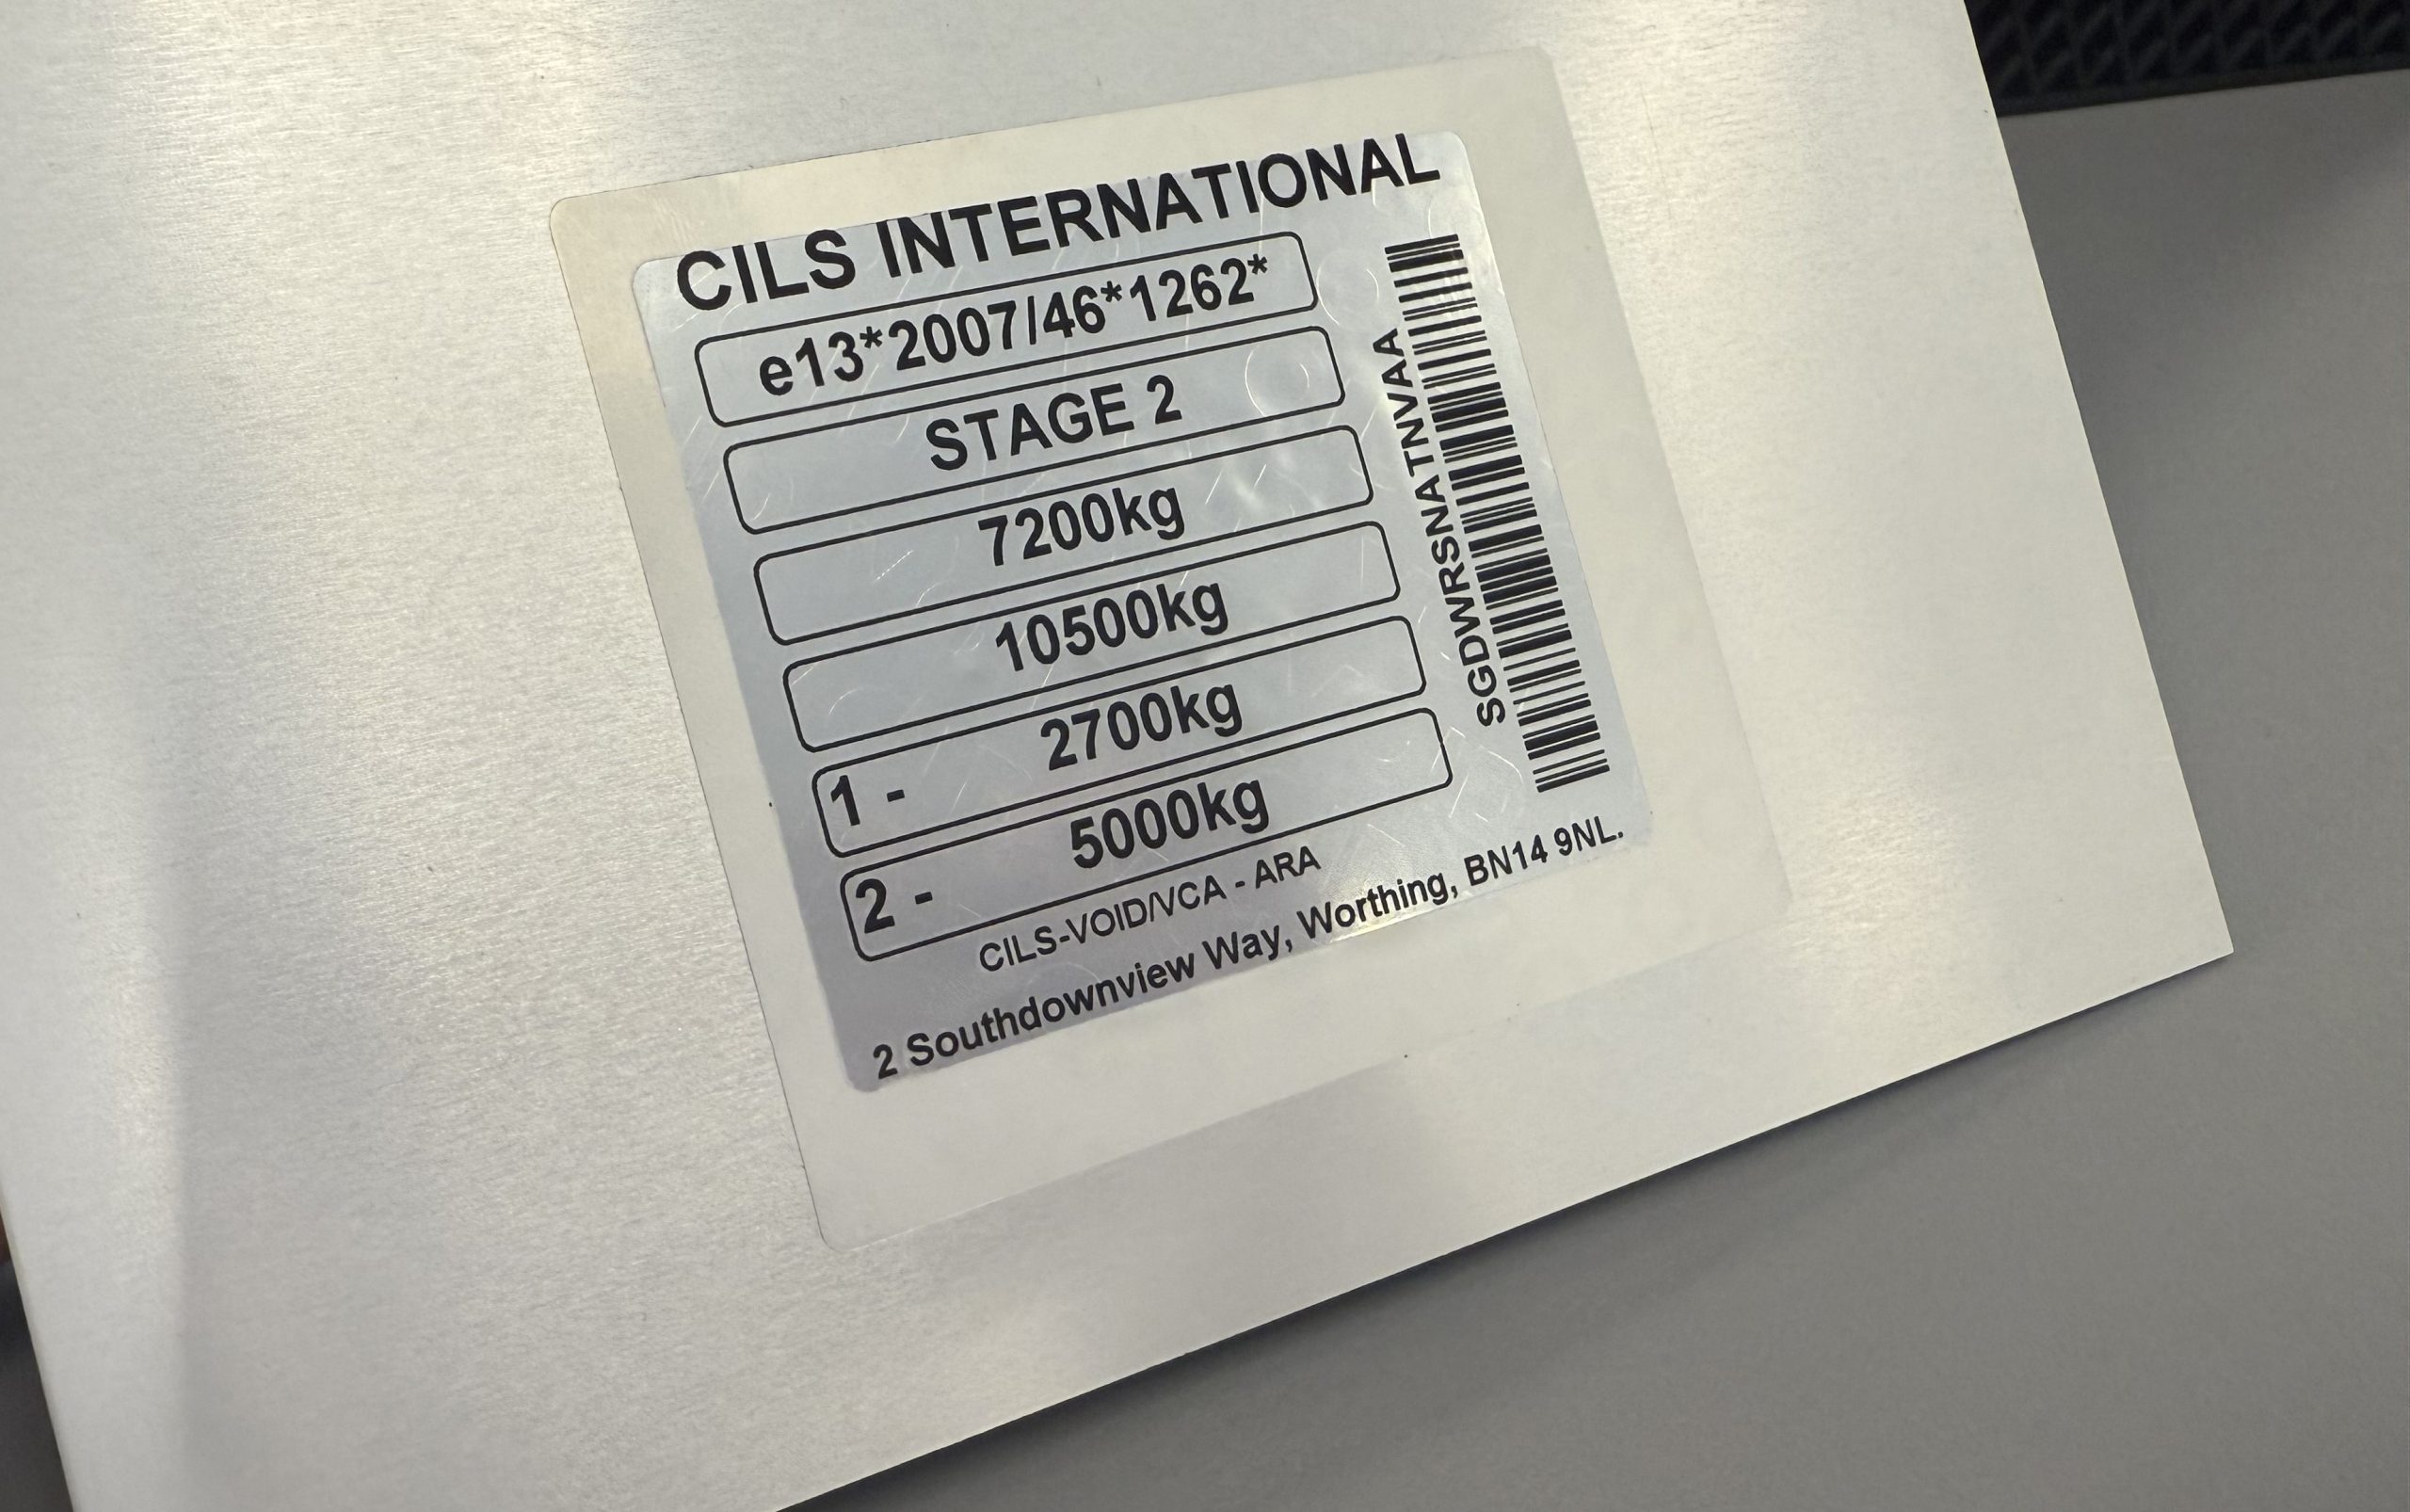 CILS INTERNATIONAL
e13*2007/46*1262*
STAGE 2
7200kg
10500kg
1 - 2700kg
2 - 5000kg
CILS-VOID/VCA - ARA
2 Southdownview Way, Worthing, BN14 9NL.
SGDWRSNATNVAA